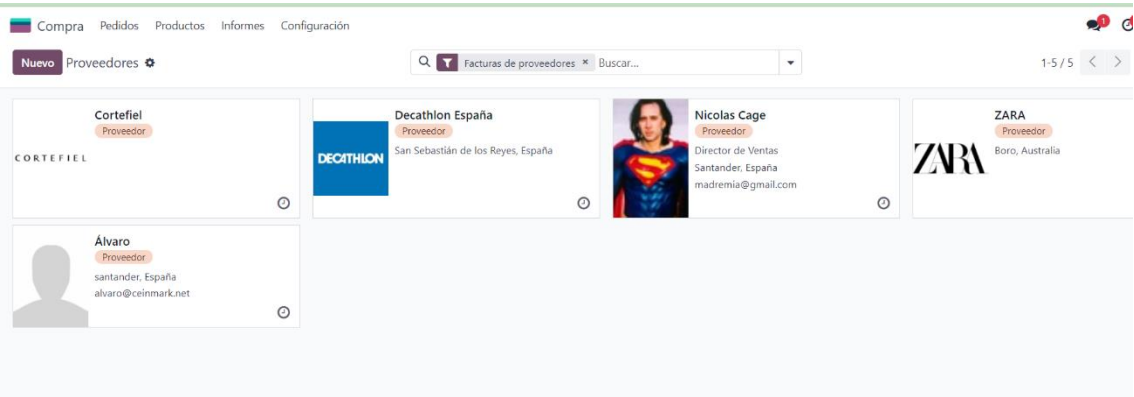 Compra Pedidos Productos Informes Configuración
1
Nuevo Proveedores
Facturas de proveedores × Buscar...
1-5 / 5
Cortefiel
Proveedor
CORTEFIEL
Decathlon España
Proveedor
San Sebastián de los Reyes, España
DECATHLON
Nicolas Cage
Proveedor
Director de Ventas
Santander, España
madremia@gmail.com
ZARA
Proveedor
Boro, Australia
ZARA
Álvaro
Proveedor
santander, España
alvaro@ceinmark.net